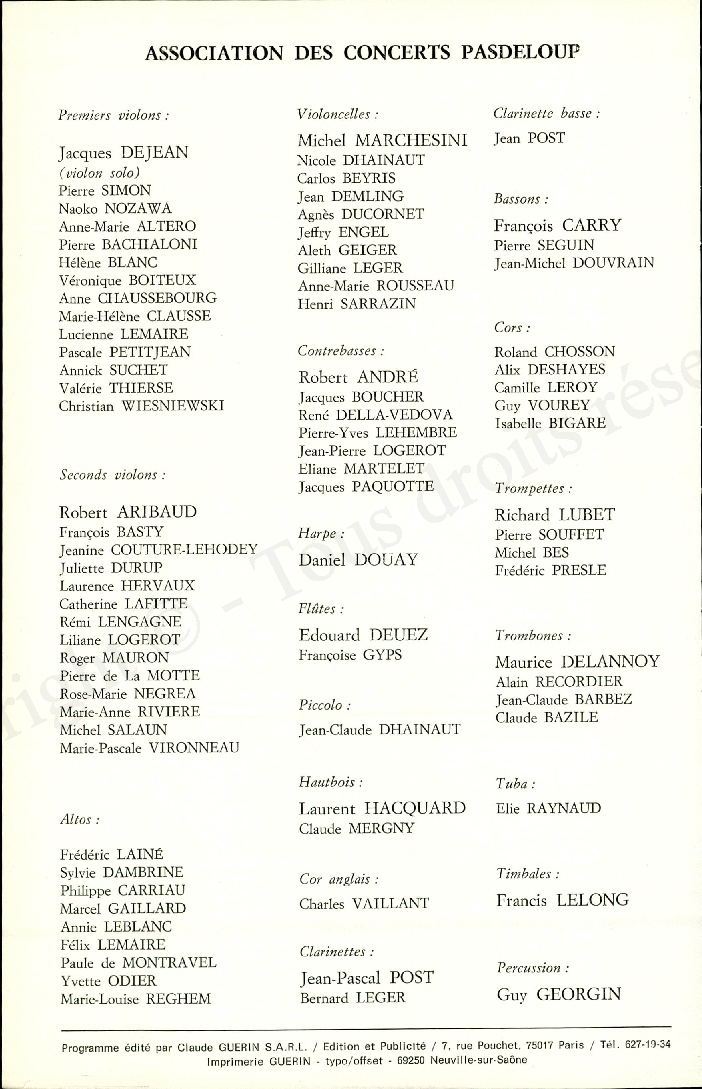 ASSOCIATION DES CONCERTS PASDELOUP
Premiers violons :
Jacques DEJEAN
(violon solo)
Pierre SIMON
Naoko NOZAWA
Anne-Marie ALTERO
Pierre BACHIALONI
Hélène BLANC
Véronique BOITEUX
Anne CHAUSSEBOURG
Marie-Hélène CLAUSSE
Lucienne LEMAIRE
Pascale PETITJEAN
Annick SUCHET
Valérie THIERSE
Christian WIESNIEWSKI
Seconds violons :
Robert ARIBAUD
François BASTY
Jeanine COUTURE-LEHODEY
Juliette DURUP
Laurence HERVAUX
Catherine LAFITTE
Rémi LENGAGNE
Liliane LOGEROT
Roger MAURON
Pierre de La MOTTE
Rose-Marie NEGREA
Marie-Anne RIVIERE
Michel SALAUN
Marie-Pascale VIRONNEAU
Altos :
Frédéric LAINÉ
Sylvie DAMBRINE
Philippe CARRIAU
Marcel GAILLARD
Annie LEBLANC
Félix LEMAIRE
Paule de MONTRAVEL
Yvette ODIER
Marie-Louise REGHEM
Violoncelles :
Michel MARCHESINI
Nicole DHAINAUT
Carlos BEYRIS
Jean DEMLING
Agnès DUCORNET
Jeffry ENGEL
Aleth GEIGER
Gilliane LEGER
Anne-Marie ROUSSEAU
Henri SARRAZIN
Contrebasses :
Robert ANDRÉ
Jacques BOUCHER
René DELLA-VEDOVA
Pierre-Yves LEHEMBRE
Jean-Pierre LOGEROT
Eliane MARTELET
Jacques PAQUOTTE
Harpe :
Daniel DOUAY
Flûtes :
Edouard DEUEZ
Françoise GYPS
Piccolo :
Jean-Claude DHAINAUT
Hautbois :
Laurent HACQUARD
Claude MERGNY
Cor anglais :
Charles VAILLANT
Clarinettes :
Jean-Pascal POST
Bernard LEGER
Clarinette basse :
Jean POST
Bassons :
François CARRY
Pierre SEGUIN
Jean-Michel DOUVRAIN
Cors :
Roland CHOSSON
Alix DESHAYES
Camille LEROY
Guy VOUREY
Isabelle BIGARE
Trompettes :
Richard LUBET
Pierre SOUFFET
Michel BES
Frédéric PRESLE
Trombones :
Maurice DELANNOY
Alain RECORDIER
Jean-Claude BARBEZ
Claude BAZILE
Tuba :
Elie RAYNAUD
Timbales :
Francis LELONG
Percussion :
Guy GEORGIN
Programme édité par Claude GUERIN S.A.R.L. / Edition et Publicité / 7, rue Pouchet, 75017 Paris / Tél. 627-19-34
Imprimerie GUERIN - typo/offset - 69250 Neuville-sur-Saône
© - Tous droits rése